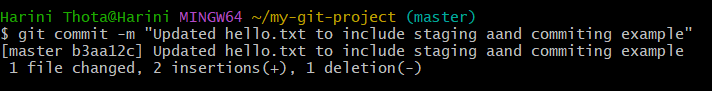 Harini Thota@Harini MINGW64 ~/my-git-project (master)
$ git commit -m "Updated hello.txt to include staging aand commiting example"
[master b3aa12c] Updated hello.txt to include staging aand commiting example
 1 file changed, 2 insertions(+), 1 deletion(-)